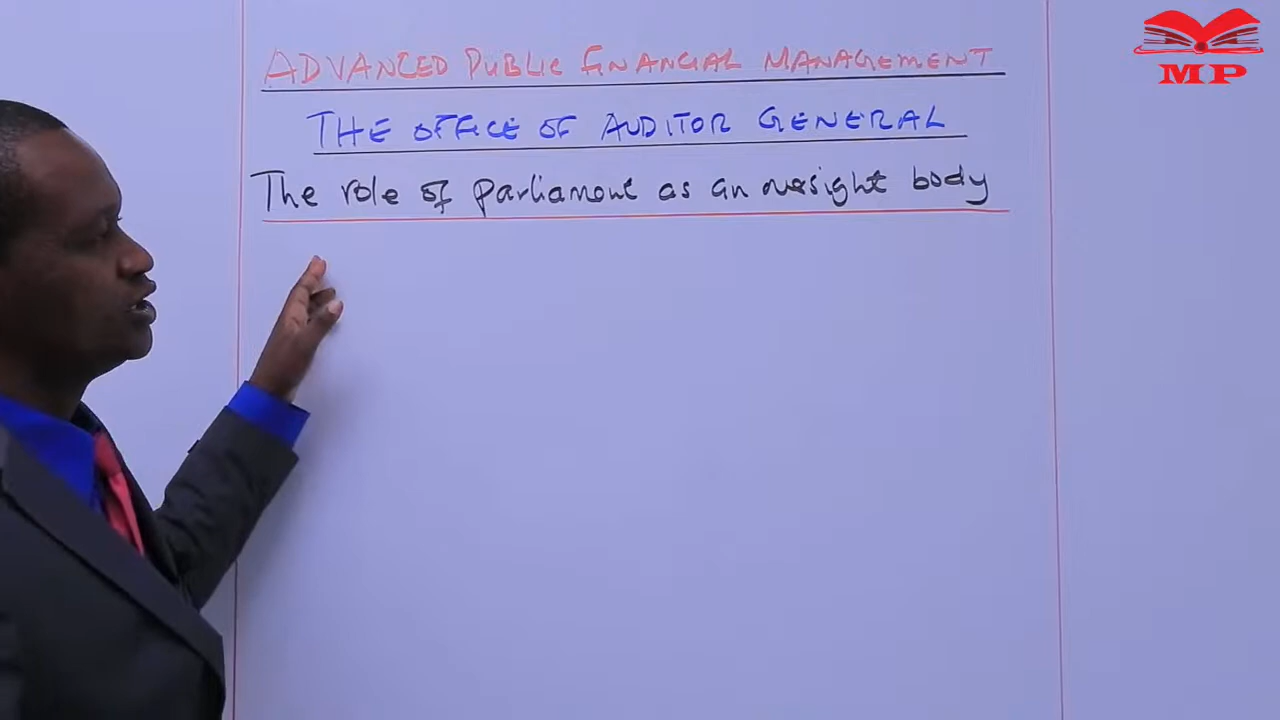 ADVANCED PUBLIC FINANCIAL MANAGEMENT
THE OFFICE OF AUDITOR GENERAL
The role of parliament as an oversight body
MP